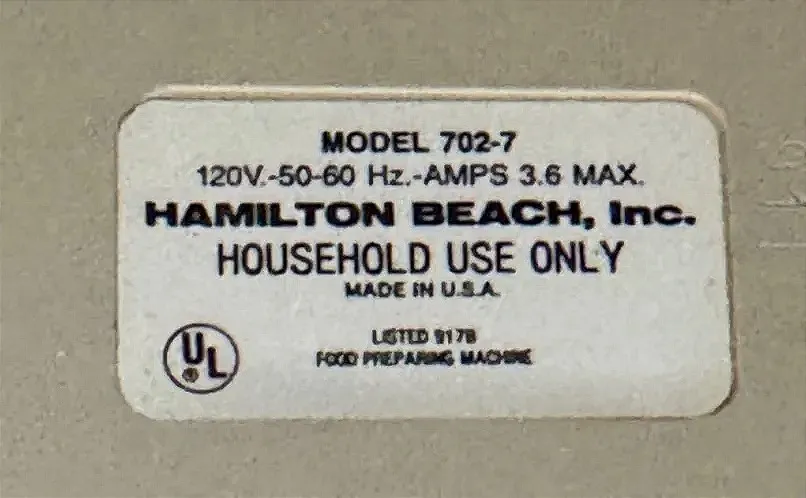 MODEL 702-7
120V.-50-60 Hz.-AMPS 3.6 MAX.
HAMILTON BEACH, Inc.
HOUSEHOLD USE ONLY
MADE IN U.S.A.
UL
LISTED 917B
FOOD PREPARING MACHINE